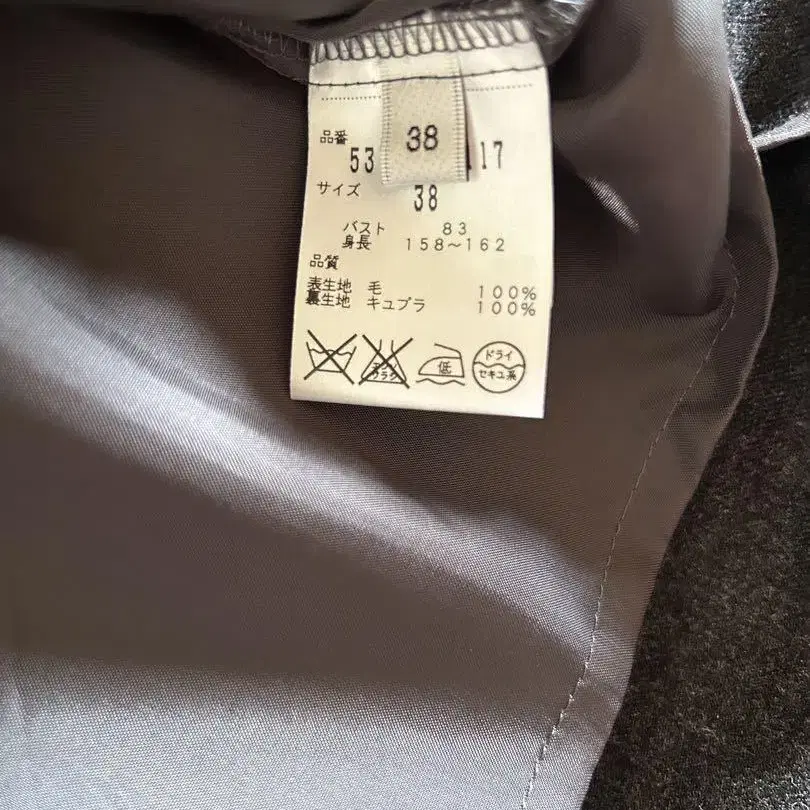 38
品番
53 17
サイズ 38
バスト 83
身長 158～162
品質
表生地 毛 100%
裏生地 キュプラ 100%
低 ドライ
セキユ系